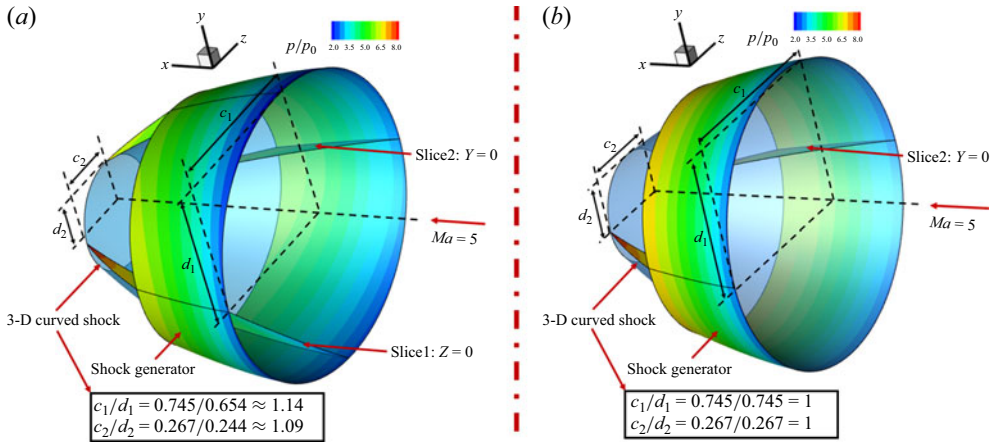 (a)
y
z
x
p/p0
2.0 3.5 5.0 6.5 8.0
c1
c2
d2
d1
Slice2: Y = 0
Ma = 5
3-D curved shock
Shock generator
Slice1: Z = 0
c1/d1 = 0.745/0.654 ≈ 1.14
c2/d2 = 0.267/0.244 ≈ 1.09
(b)
y
z
x
p/p0
2.0 3.5 5.0 6.5 8.0
c1
c2
d2
d1
Slice2: Y = 0
Ma = 5
3-D curved shock
Shock generator
c1/d1 = 0.745/0.745 = 1
c2/d2 = 0.267/0.267 = 1